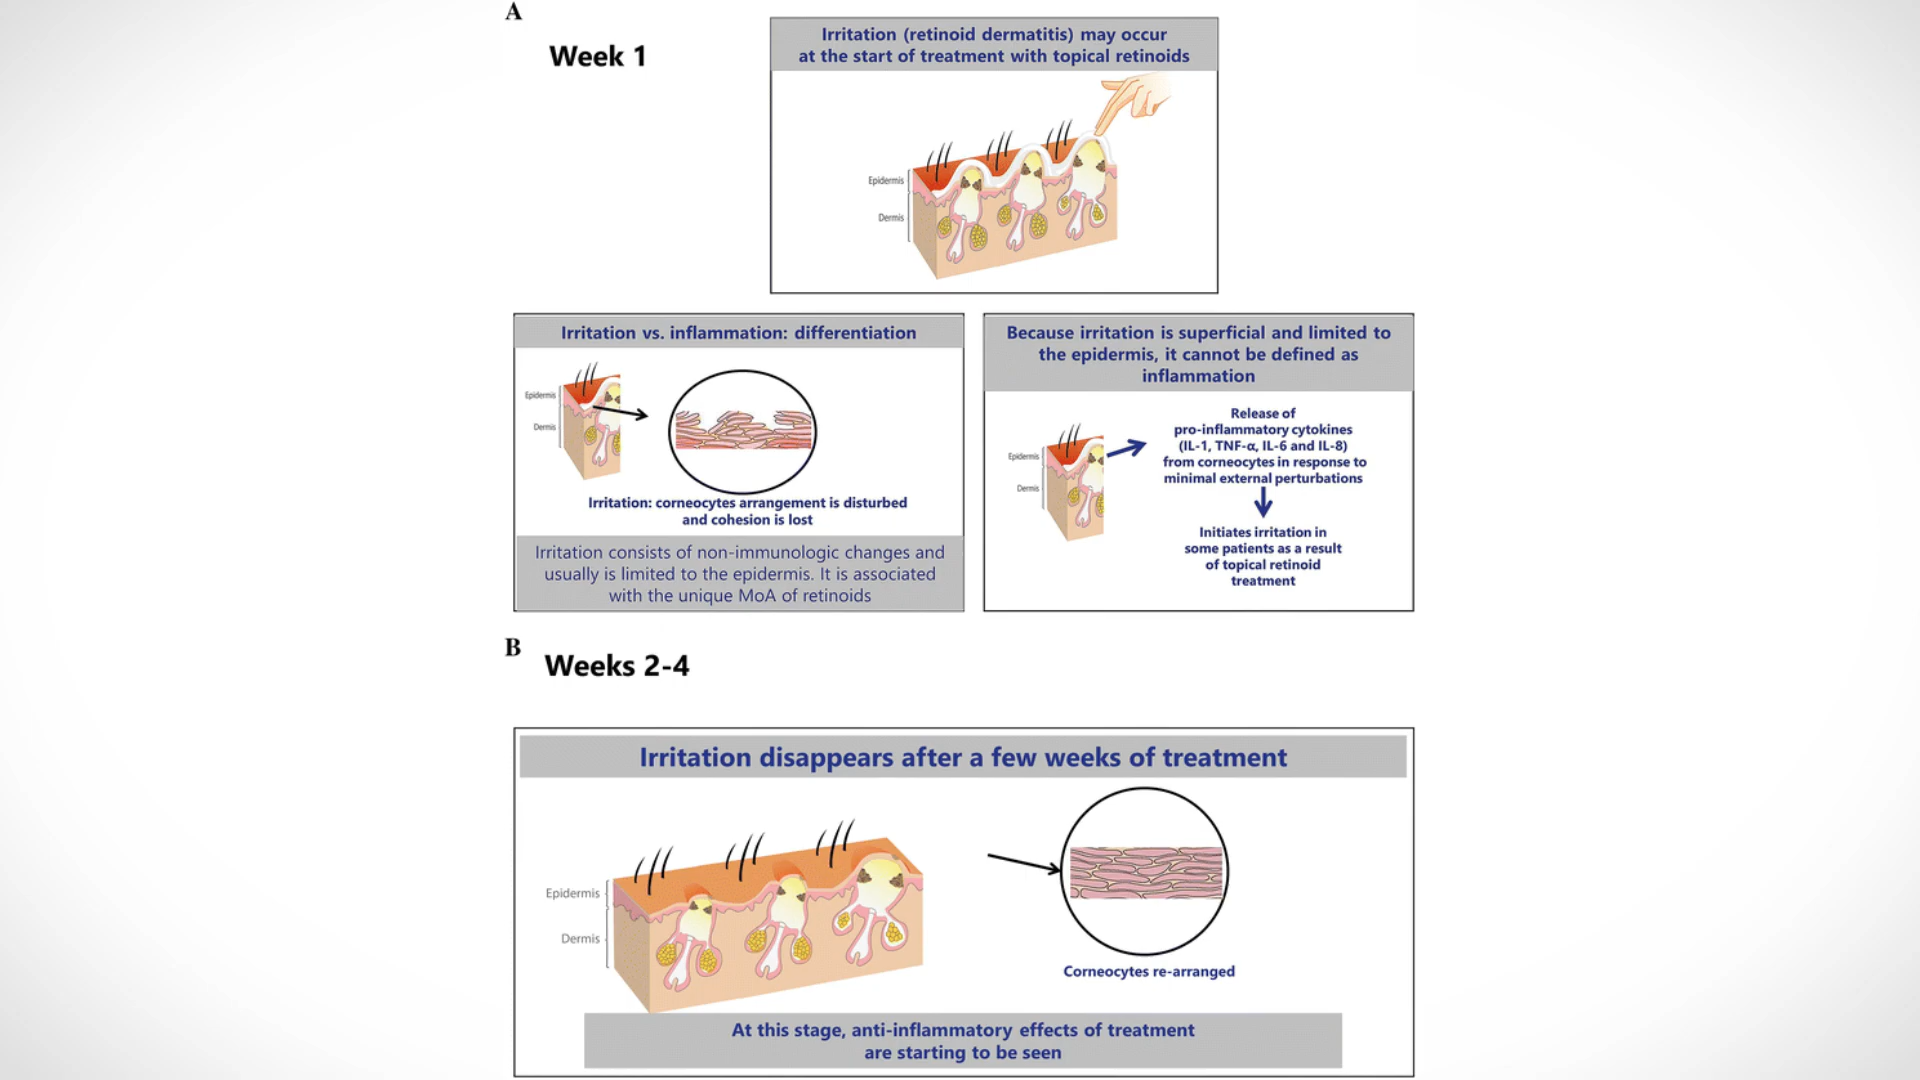 A
Week 1
Irritation (retinoid dermatitis) may occur
at the start of treatment with topical retinoids
Epidermis
Dermis
Irritation vs. inflammation: differentiation
Epidermis
Dermis
Irritation: corneocytes arrangement is disturbed
and cohesion is lost
Irritation consists of non-immunologic changes and
usually is limited to the epidermis. It is associated
with the unique MoA of retinoids
Because irritation is superficial and limited to
the epidermis, it cannot be defined as
inflammation
Epidermis
Dermis
Release of
pro-inflammatory cytokines
(IL-1, TNF-α, IL-6 and IL-8)
from corneocytes in response to
minimal external perturbations
Initiates irritation in
some patients as a result
of topical retinoid
treatment
B
Weeks 2-4
Irritation disappears after a few weeks of treatment
Epidermis
Dermis
Corneocytes re-arranged
At this stage, anti-inflammatory effects of treatment
are starting to be seen